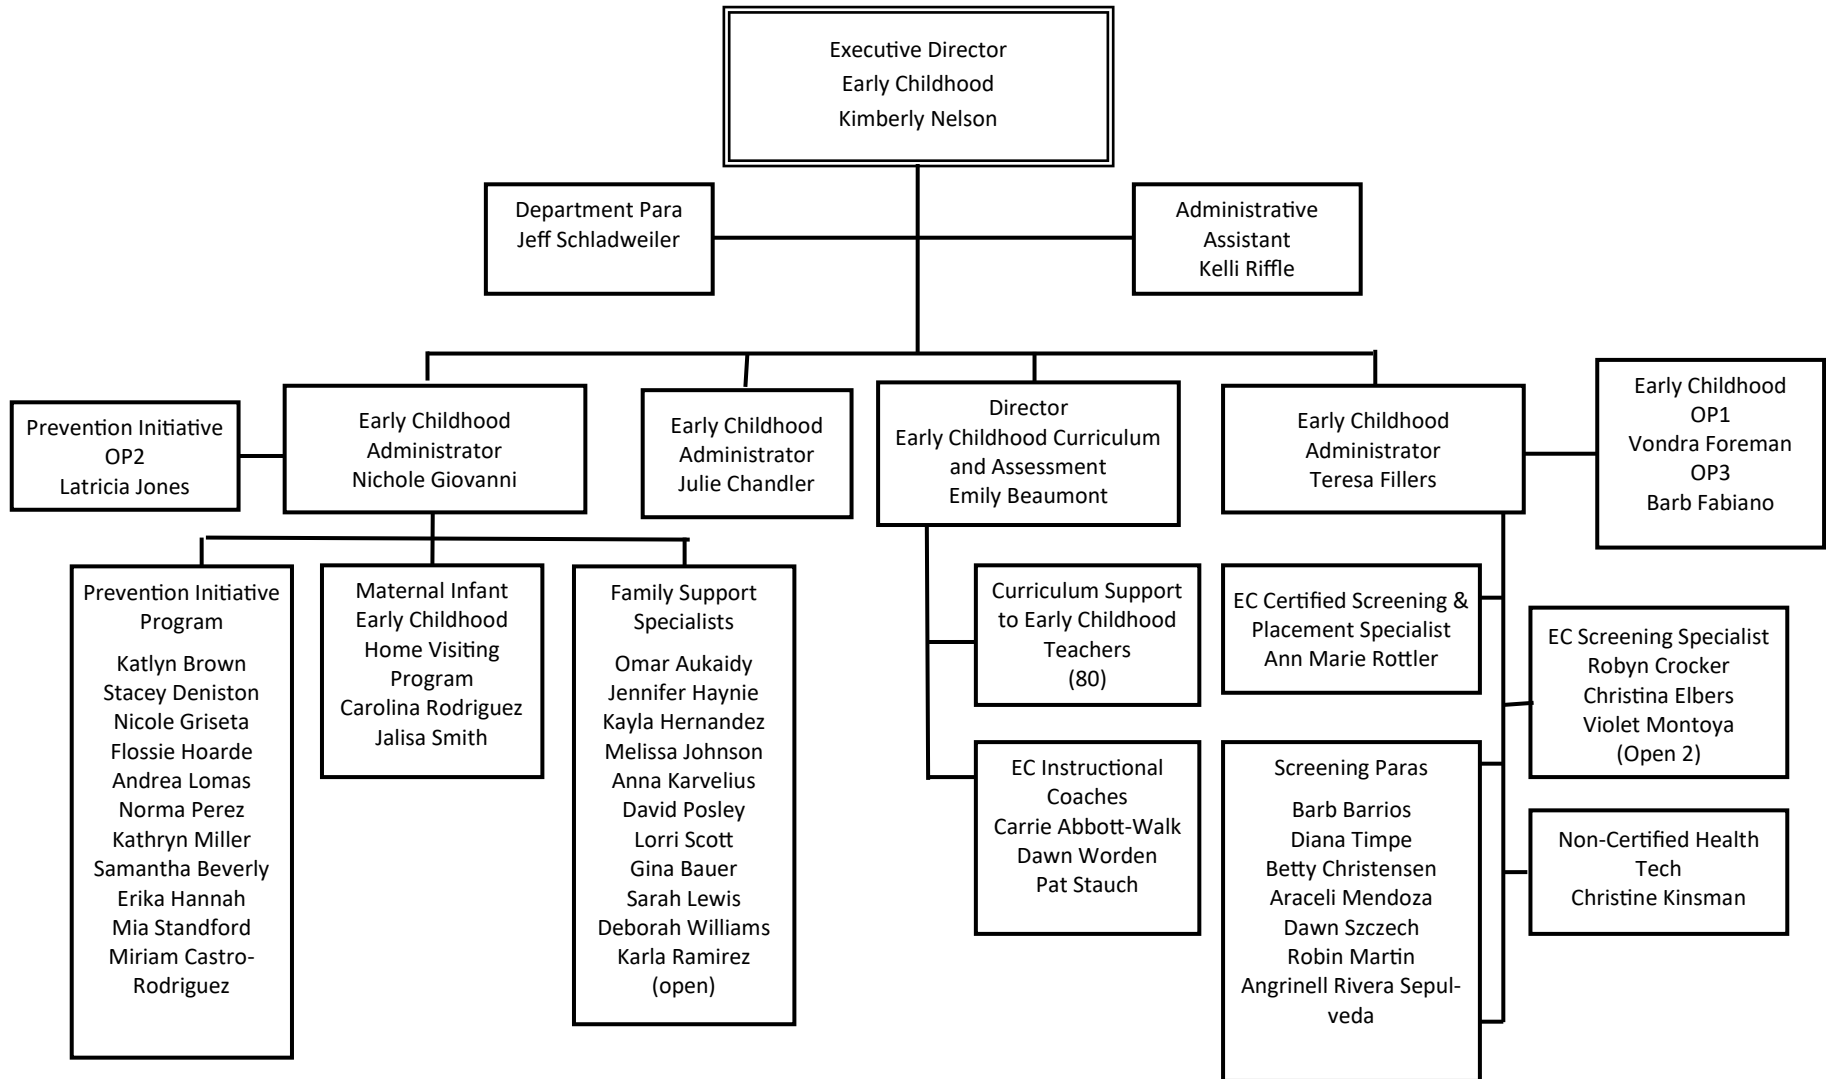 Executive Director
Early Childhood
Kimberly Nelson
Department Para
Jeff Schladweiler
Administrative
Assistant
Kelli Riffle
Prevention Initiative
OP2
Latricia Jones
Early Childhood
Administrator
Nichole Giovanni
Early Childhood
Administrator
Julie Chandler
Director
Early Childhood Curriculum
and Assessment
Emily Beaumont
Early Childhood
Administrator
Teresa Fillers
Early Childhood
OP1
Vondra Foreman
OP3
Barb Fabiano
Prevention Initiative
Program
Katlyn Brown
Stacey Deniston
Nicole Griseta
Flossie Hoarde
Andrea Lomas
Norma Perez
Kathryn Miller
Samantha Beverly
Erika Hannah
Mia Standford
Miriam Castro-
Rodriguez
Maternal Infant
Early Childhood
Home Visiting
Program
Carolina Rodriguez
Jalisa Smith
Family Support
Specialists
Omar Aukaidy
Jennifer Haynie
Kayla Hernandez
Melissa Johnson
Anna Karvelius
David Posley
Lorri Scott
Gina Bauer
Sarah Lewis
Deborah Williams
Karla Ramirez
(open)
Curriculum Support
to Early Childhood
Teachers
(80)
EC Instructional
Coaches
Carrie Abbott-Walk
Dawn Worden
Pat Stauch
EC Certified Screening &
Placement Specialist
Ann Marie Rottler
Screening Paras
Barb Barrios
Diana Timpe
Betty Christensen
Araceli Mendoza
Dawn Szczech
Robin Martin
Angrinell Rivera Sepul-
veda
EC Screening Specialist
Robyn Crocker
Christina Elbers
Violet Montoya
(Open 2)
Non-Certified Health
Tech
Christine Kinsman